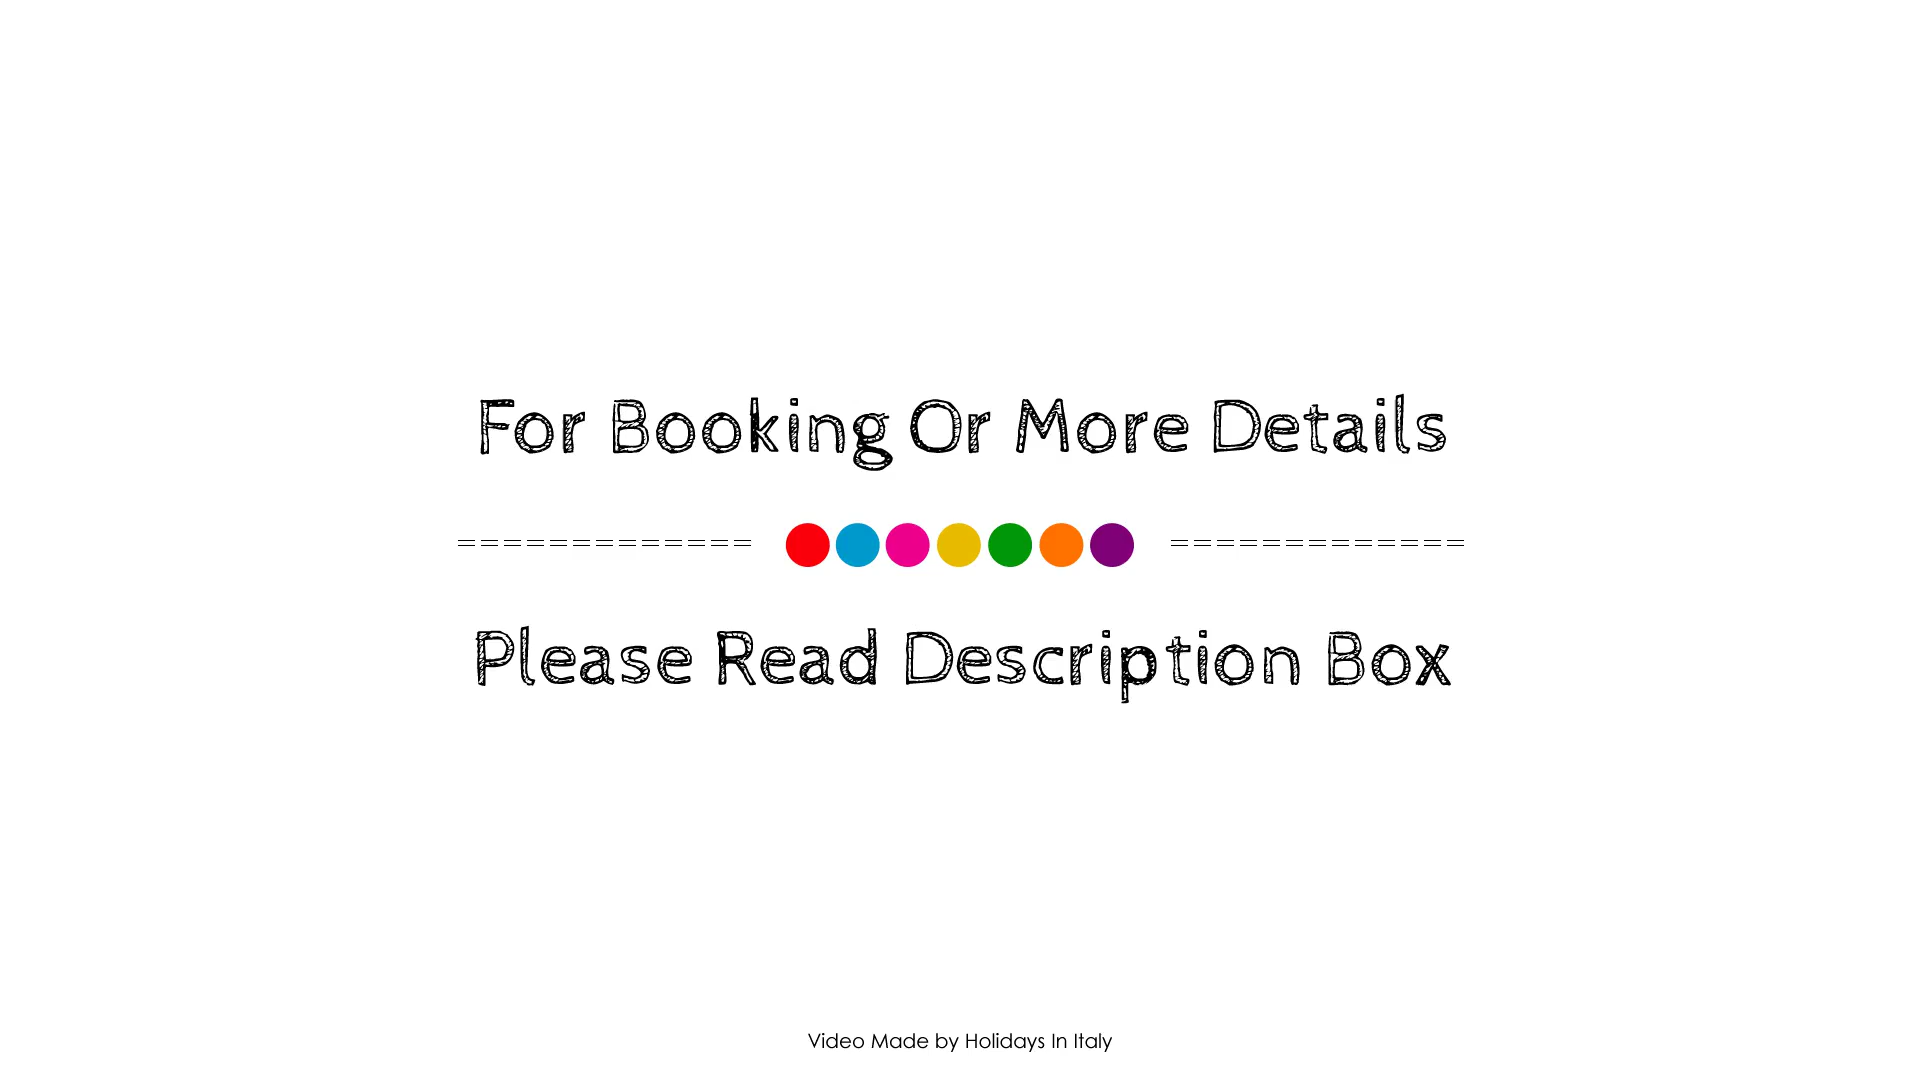 For Booking Or More Details
============= =============
Please Read Description Box
Video Made by Holidays In Italy